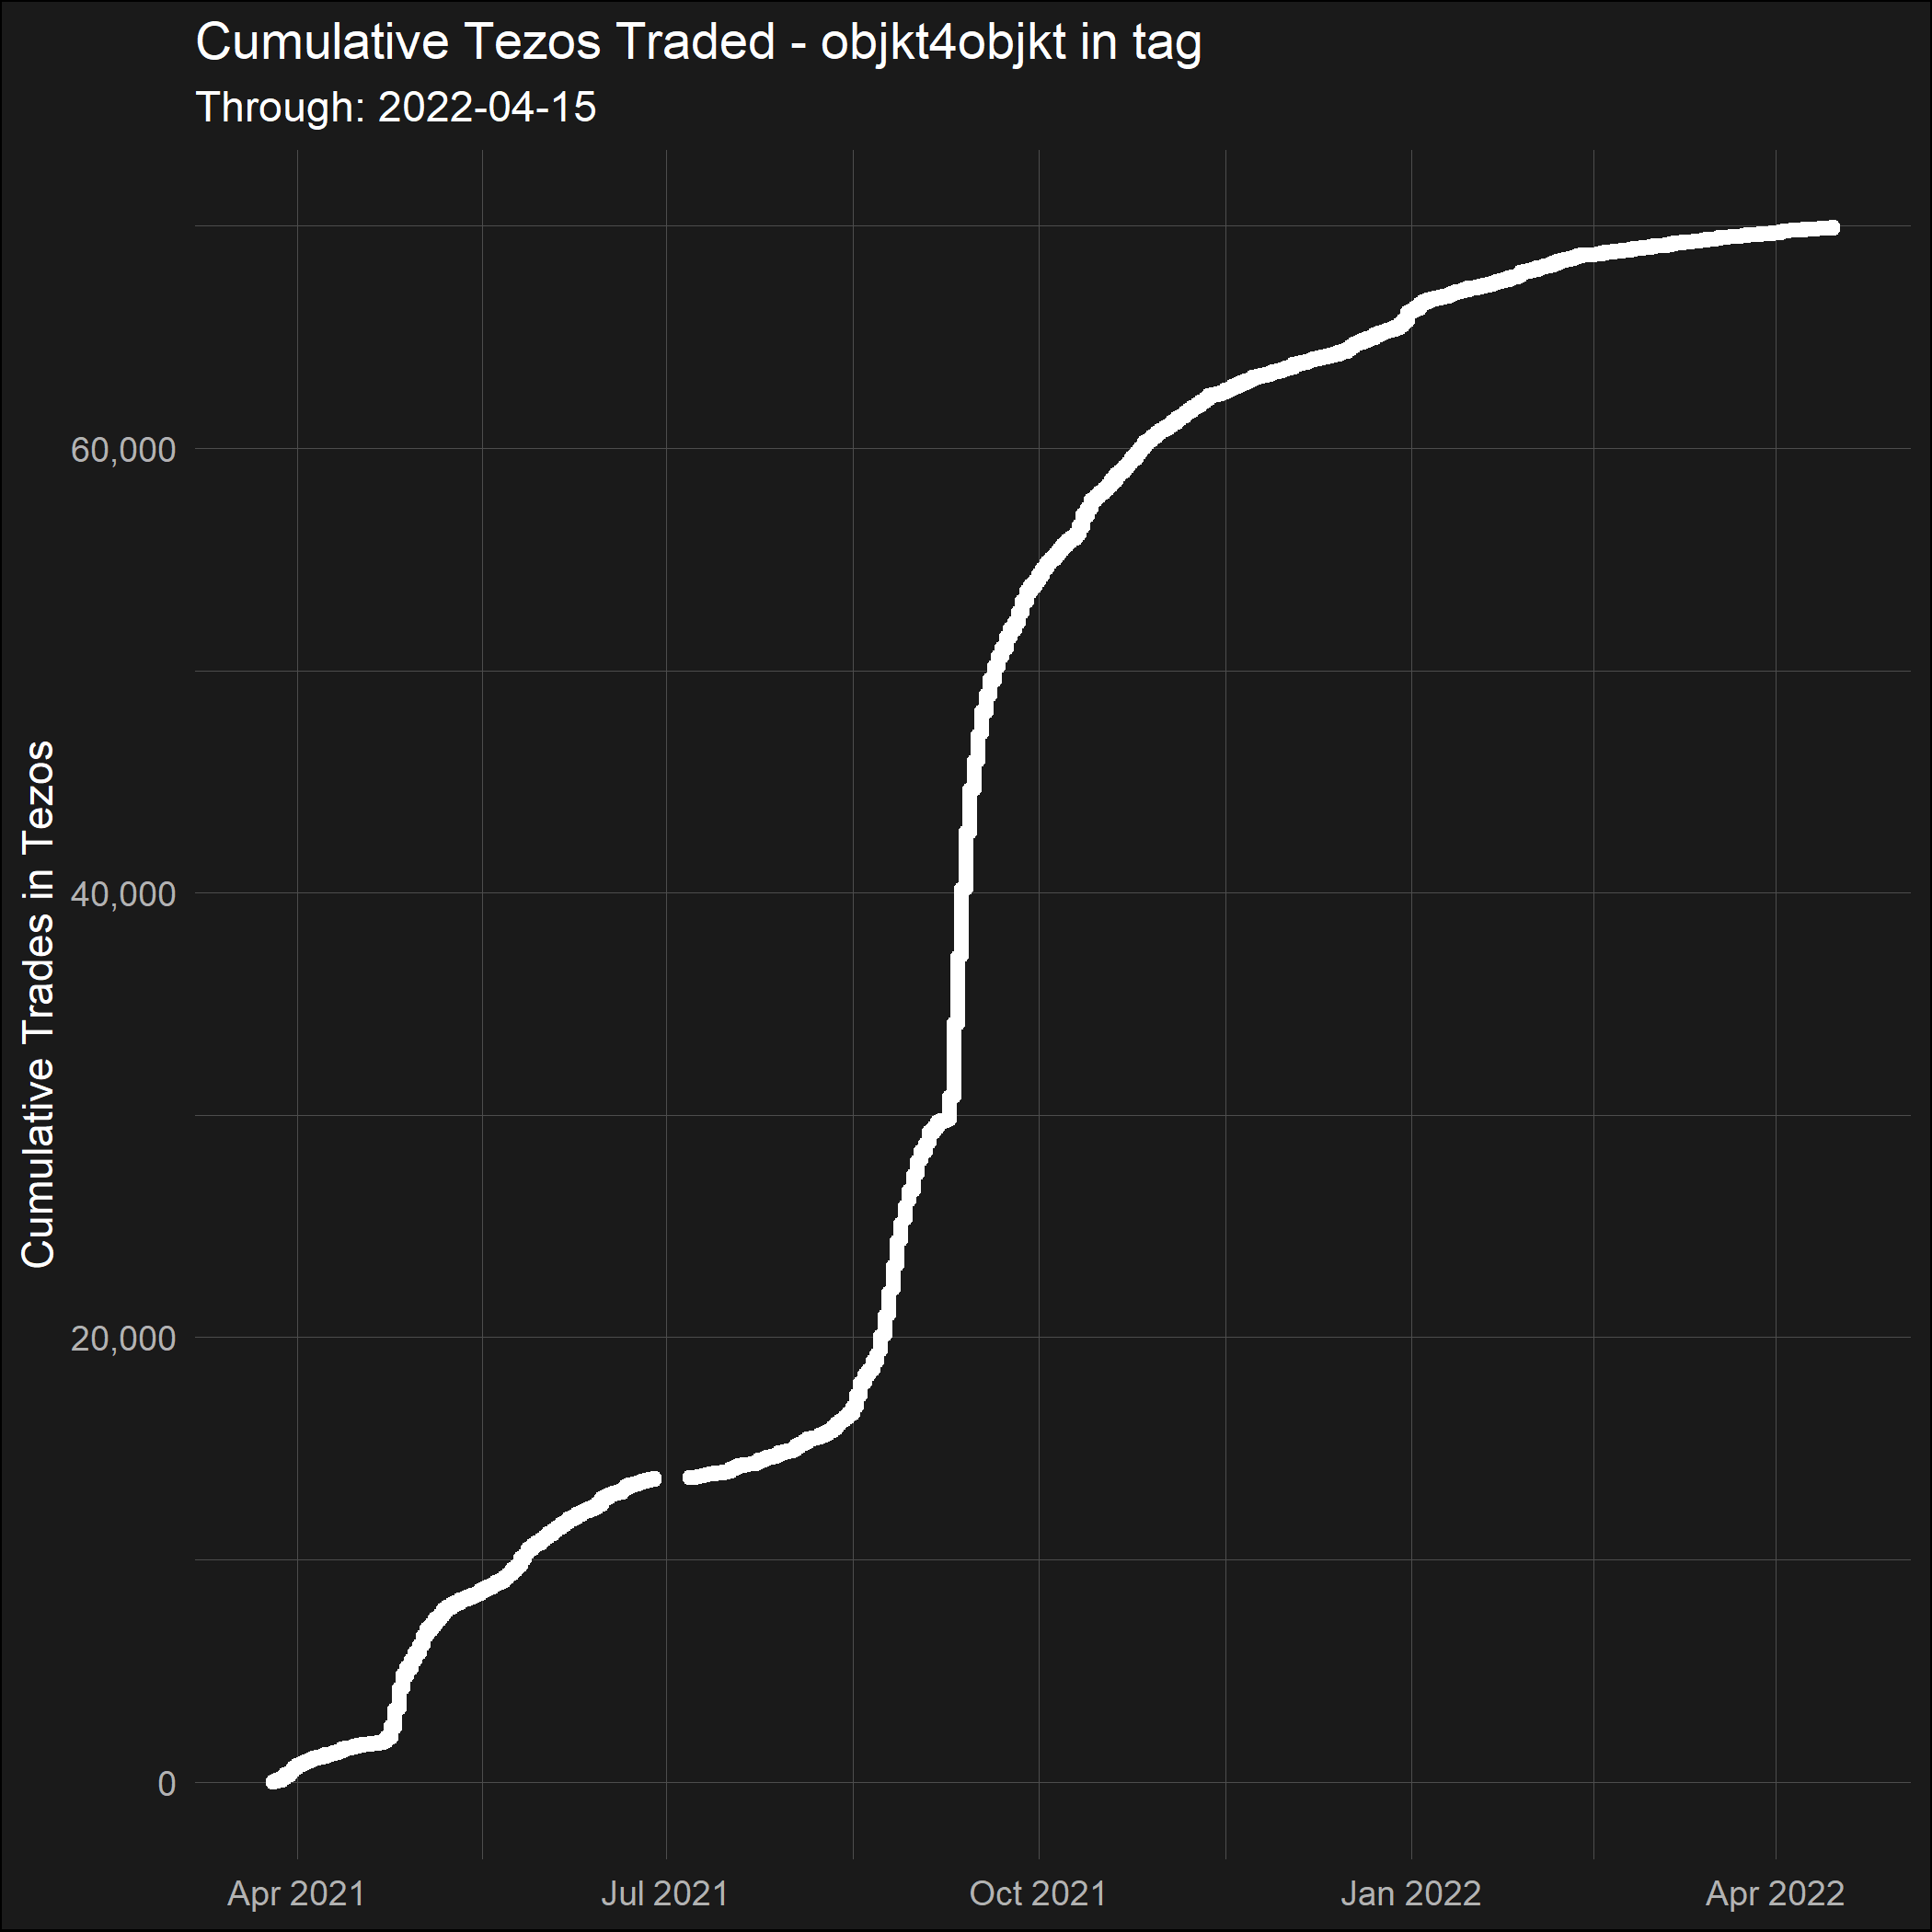 Cumulative Tezos Traded - objkt4objkt in tag
Through: 2022-04-15
Cumulative Trades in Tezos
60,000
40,000
20,000
0
Apr 2021
Jul 2021
Oct 2021
Jan 2022
Apr 2022